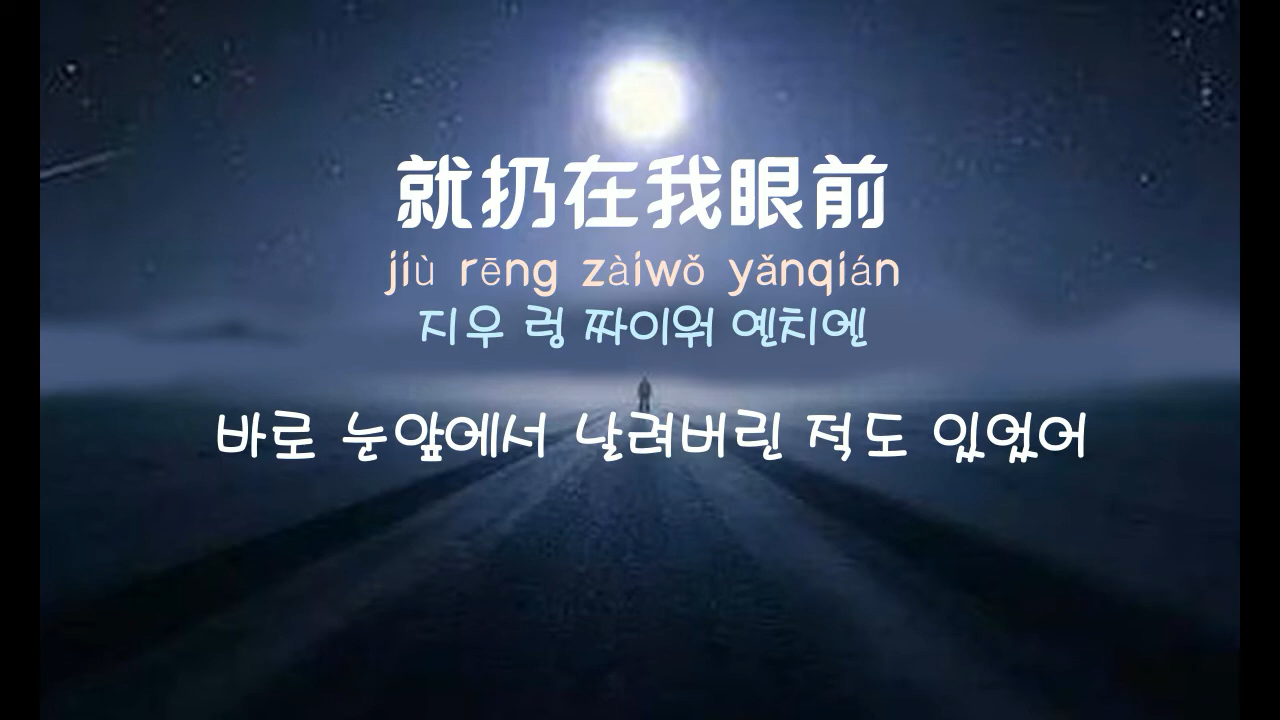 就扔在我眼前
jiù rēng zàiwǒ yǎnqián
지우 렁 짜이워 옌치엔
바로 눈앞에서 날려버린 적도 있었어